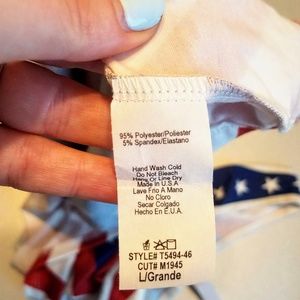 95% Polyester/Poliester
5% Spandex/Elastano
Hand Wash Cold
Do Not Bleach
Hang Or Line Dry
Made In U.S.A
Lave Frio A Mano
No Cloro
Secar Colgado
Hecho En E.U.A.
STYLE# T5494-46
CUT# M1945
L/Grande